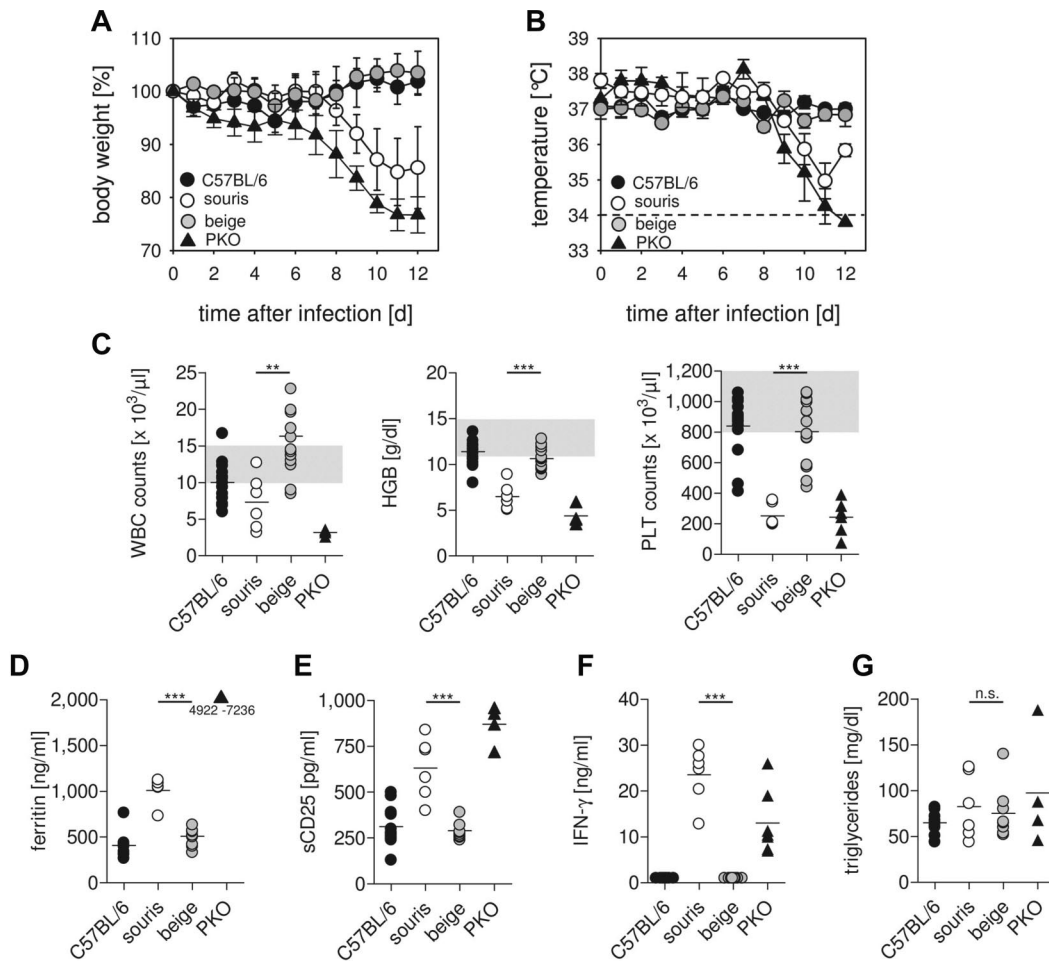 A
B
110
100
90
80
70
body weight [%]
C57BL/6
souris
beige
PKO
0 2 4 6 8 10 12
time after infection [d]
39
38
37
36
35
34
33
temperature [°C]
C57BL/6
souris
beige
PKO
0 2 4 6 8 10 12
time after infection [d]
C
25
20
15
10
5
0
WBC counts [x 10³/µl]
**
C57BL/6
souris
beige
PKO
20
15
10
5
0
HGB [g/dl]
***
C57BL/6
souris
beige
PKO
1,200
1,000
800
600
400
200
0
PLT counts [x 10³/µl]
***
C57BL/6
souris
beige
PKO
D
2,000
1,500
1,000
500
0
ferritin [ng/ml]
***
4922 -7236
C57BL/6
souris
beige
PKO
E
1,000
750
500
250
0
sCD25 [pg/ml]
***
C57BL/6
souris
beige
PKO
F
40
30
20
10
0
IFN-γ [ng/ml]
***
C57BL/6
souris
beige
PKO
G
200
150
100
50
0
triglycerides [mg/dl]
n.s.
C57BL/6
souris
beige
PKO